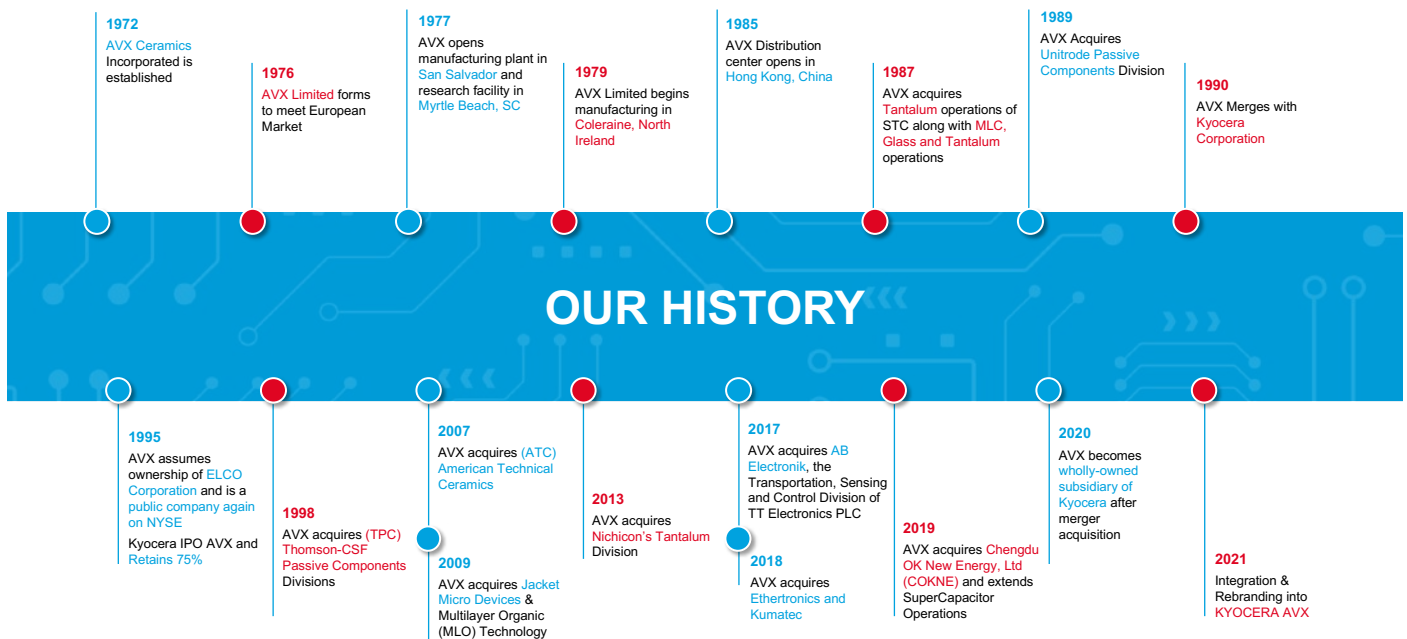 1972
AVX Ceramics
Incorporated is
established
1976
AVX Limited forms
to meet European
Market
1977
AVX opens
manufacturing plant in
San Salvador and
research facility in
Myrtle Beach, SC
1979
AVX Limited begins
manufacturing in
Coleraine, North
Ireland
1985
AVX Distribution
center opens in
Hong Kong, China
1987
AVX acquires
Tantalum operations of
STC along with MLC,
Glass and Tantalum
operations
1989
AVX Acquires
Unitrode Passive
Components Division
1990
AVX Merges with
Kyocera
Corporation
OUR HISTORY
1995
AVX assumes
ownership of ELCO
Corporation and is a
public company again
on NYSE
Kyocera IPO AVX and
Retains 75%
1998
AVX acquires (TPC)
Thomson-CSF
Passive Components
Divisions
2007
AVX acquires (ATC)
American Technical
Ceramics
2009
AVX acquires Jacket
Micro Devices &
Multilayer Organic
(MLO) Technology
2013
AVX acquires
Nichicon's Tantalum
Division
2017
AVX acquires AB
Electronik, the
Transportation, Sensing
and Control Division of
TT Electronics PLC
2018
AVX acquires
Ethertronics and
Kumatec
2019
AVX acquires Chengdu
OK New Energy, Ltd
(COKNE) and extends
SuperCapacitor
Operations
2020
AVX becomes
wholly-owned
subsidiary of
Kyocera after
merger
acquisition
2021
Integration &
Rebranding into
KYOCERA AVX